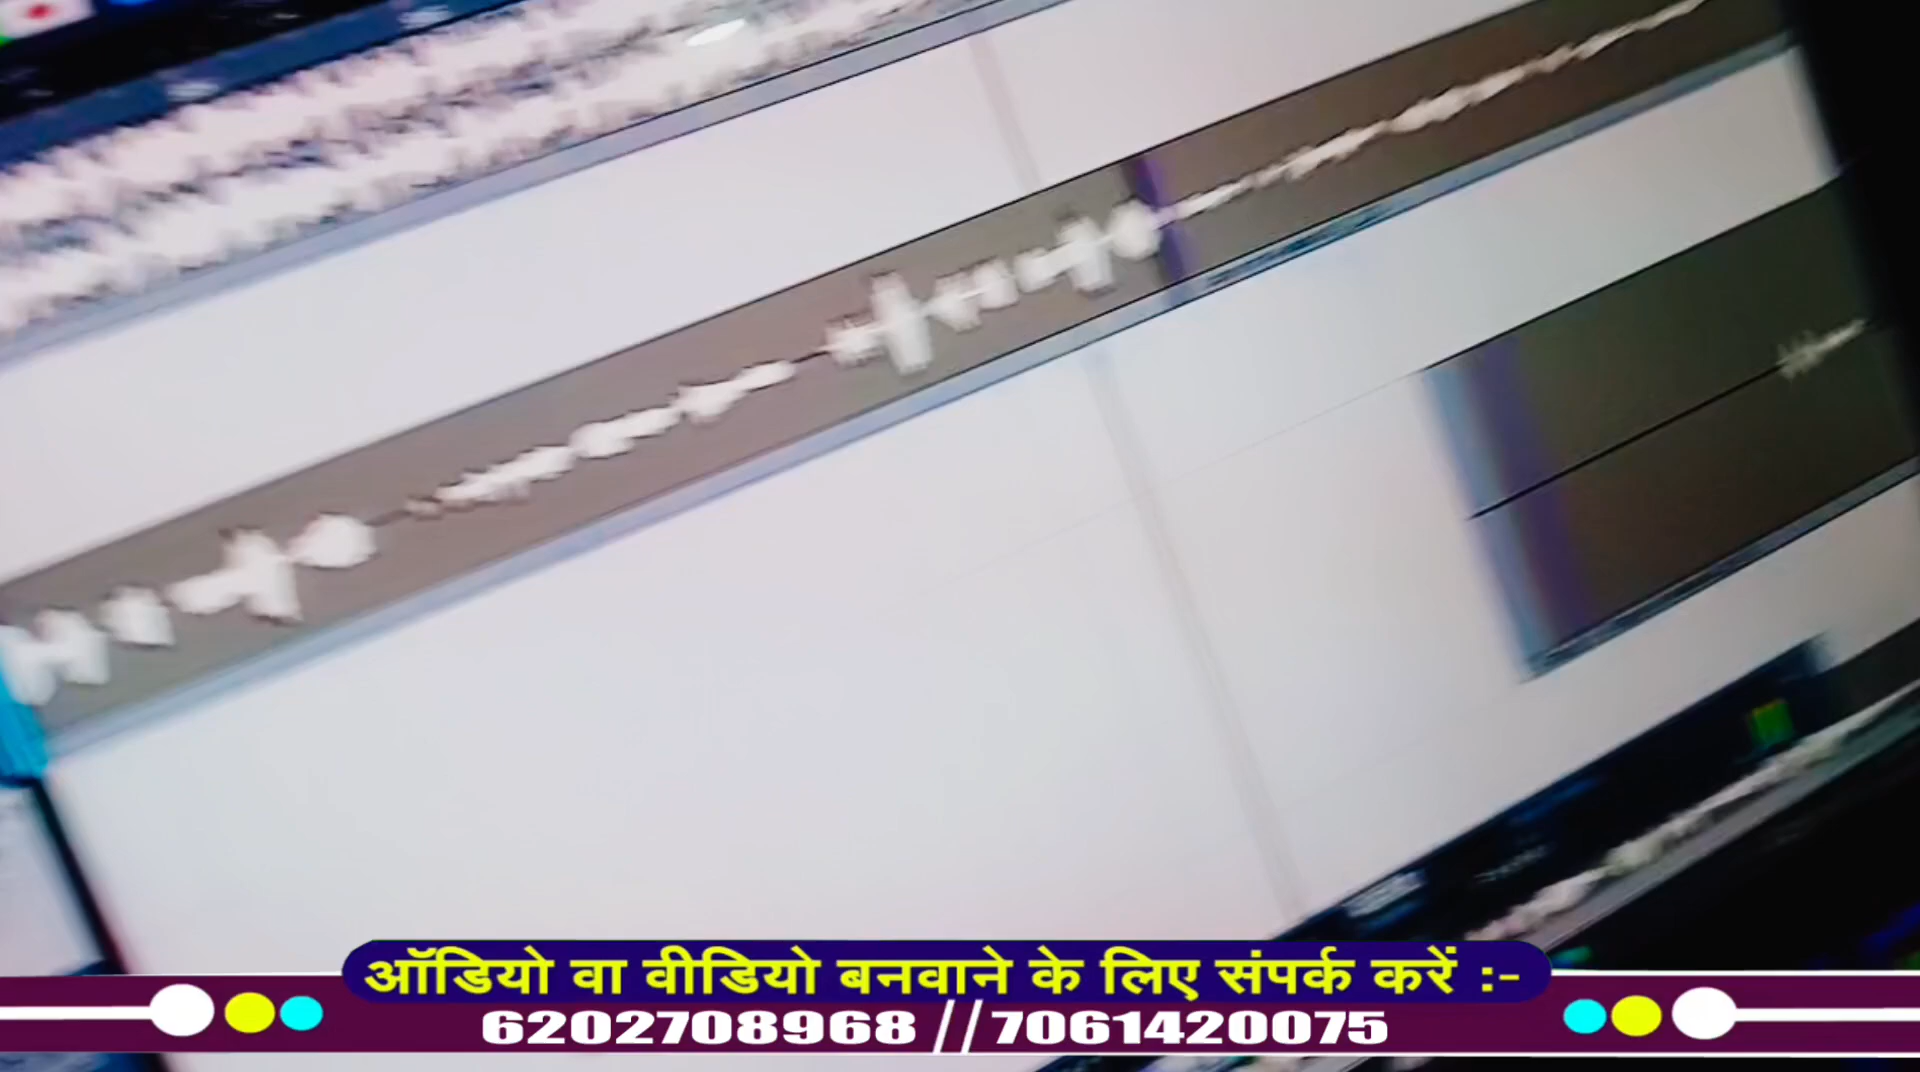 ऑडियो वा वीडियो बनवाने के लिए संपर्क करें :-
6202708968 // 7061420075